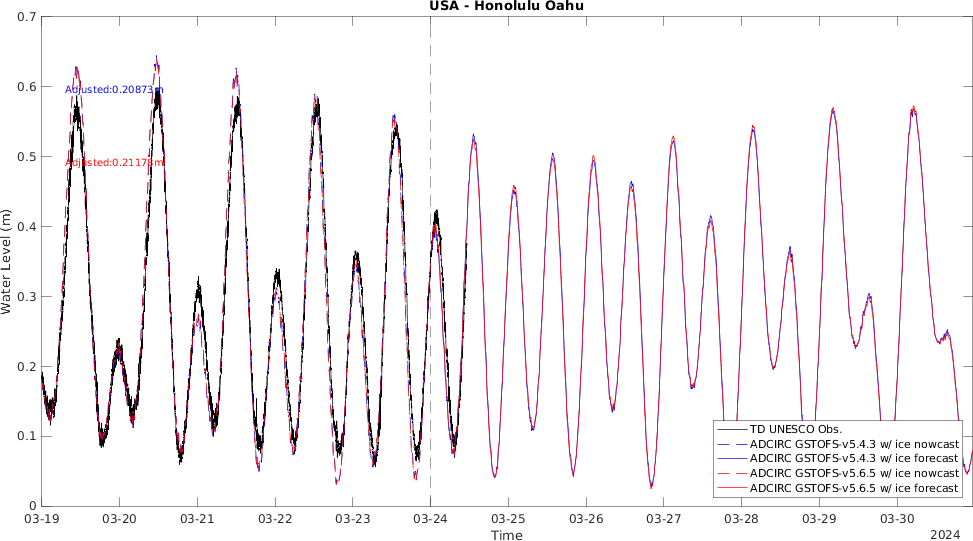 USA - Honolulu Oahu
0.7
0.6
0.5
0.4
0.3
0.2
0.1
0
Water Level (m)
Adjusted:0.20873m
Adjusted:0.21178m
TD UNESCO Obs.
ADCIRC GSTOFS-v5.4.3 w/ ice nowcast
ADCIRC GSTOFS-v5.4.3 w/ ice forecast
ADCIRC GSTOFS-v5.6.5 w/ ice nowcast
ADCIRC GSTOFS-v5.6.5 w/ ice forecast
03-19 03-20 03-21 03-22 03-23 03-24 03-25 03-26 03-27 03-28 03-29 03-30
Time
2024